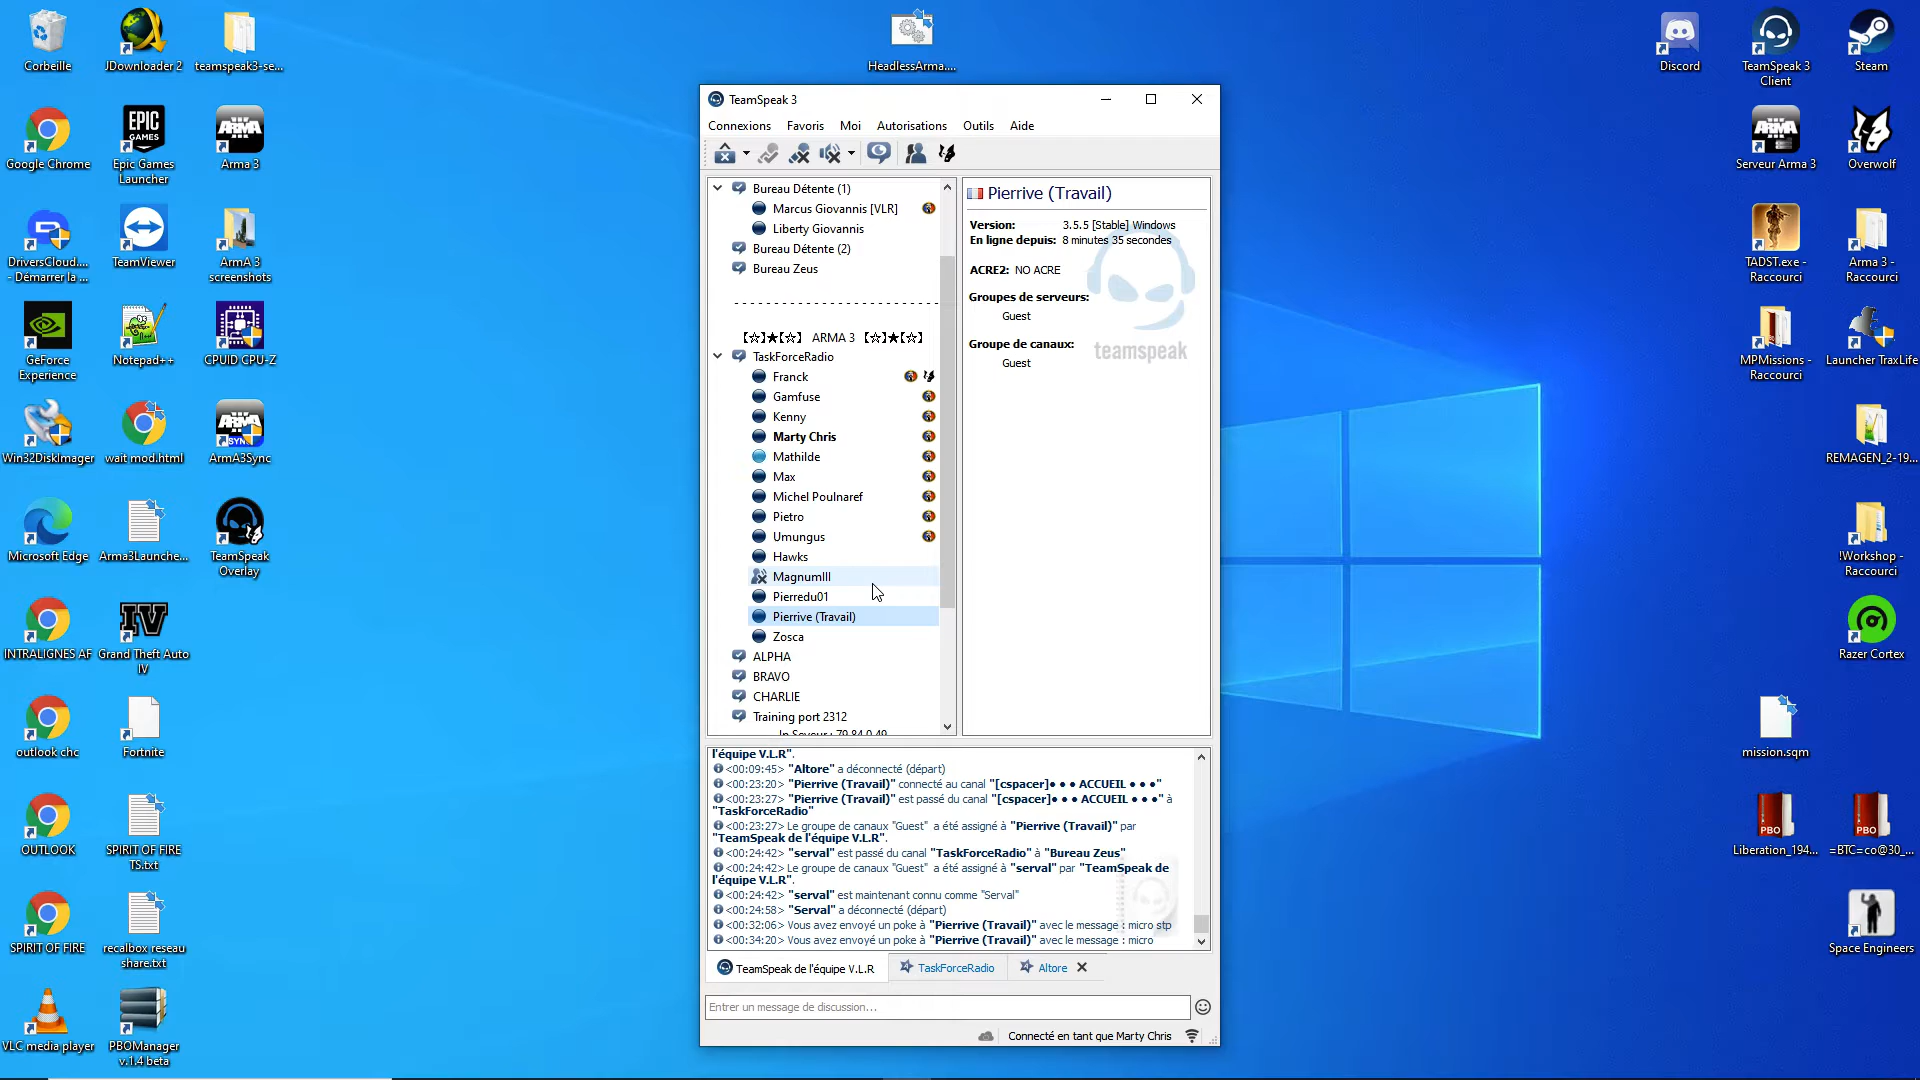 Corbeille
JDownloader 2
teamspeak3-se...
HeadlessArma....
Discord
TeamSpeak 3
Client
Steam
Google Chrome
EPIC
GAMES
Epic Games
Launcher
ARMA
Arma 3
ARMA
Serveur Arma 3
Overwolf
DriversCloud....
- Démarrer la ...
TeamViewer
ArmA 3
screenshots
TADST.exe -
Raccourci
Arma 3 -
Raccourci
GeForce
Experience
Notepad++
CPUID CPU-Z
MPMissions -
Raccourci
Launcher TraxLife
Win32DiskImager
wait mod.html
ARMA
SYNC
ArmA3Sync
REMAGEN_2-19...
Microsoft Edge
Arma3Launche...
TeamSpeak
Overlay
!Workshop -
Raccourci
INTRALIGNES AF
IV
Grand Theft Auto
IV
Razer Cortex
outlook chc
Fortnite
mission.sqm
OUTLOOK
SPIRIT OF FIRE
TS.txt
PBO
Liberation_194...
PBO
=BTC=co@30_...
SPIRIT OF FIRE
recalbox reseau
share.txt
Space Engineers
VLC media player
PBOManager
v.1.4 beta
TeamSpeak 3
Connexions Favoris Moi Autorisations Outils Aide
Bureau Détente (1)
Marcus Giovannis [VLR]
Liberty Giovannis
Bureau Détente (2)
Bureau Zeus
【☆】★【☆】 ARMA 3 【☆】★【☆】
TaskForceRadio
Franck
Gamfuse
Kenny
Marty Chris
Mathilde
Max
Michel Poulnaref
Pietro
Umungus
Hawks
MagnumIII
Pierredu01
Pierrive (Travail)
Zosca
ALPHA
BRAVO
CHARLIE
Training port 2312
Pierrive (Travail)
Version: 3.5.5 [Stable] Windows
En ligne depuis: 8 minutes 35 secondes
ACRE2: NO ACRE
Groupes de serveurs:
Guest
Groupe de canaux:
Guest
teamspeak
l'équipe V.L.R".
<00:09:45> "Altore" a déconnecté (départ)
<00:23:20> "Pierrive (Travail)" connecté au canal "[cspacer]● ● ● ACCUEIL ● ● ●"
<00:23:27> "Pierrive (Travail)" est passé du canal "[cspacer]● ● ● ACCUEIL ● ● ●" à
"TaskForceRadio"
<00:23:27> Le groupe de canaux "Guest" a été assigné à "Pierrive (Travail)" par
"TeamSpeak de l'équipe V.L.R".
<00:24:42> "serval" est passé du canal "TaskForceRadio" à "Bureau Zeus"
<00:24:42> Le groupe de canaux "Guest" a été assigné à "serval" par "TeamSpeak de
l'équipe V.L.R".
<00:24:42> "serval" est maintenant connu comme "Serval"
<00:24:58> "Serval" a déconnecté (départ)
<00:32:06> Vous avez envoyé un poke à "Pierrive (Travail)" avec le message : micro stp
<00:34:20> Vous avez envoyé un poke à "Pierrive (Travail)" avec le message : micro
TeamSpeak de l'équipe V.L.R
TaskForceRadio
Altore
Entrer un message de discussion...
Connecté en tant que Marty Chris